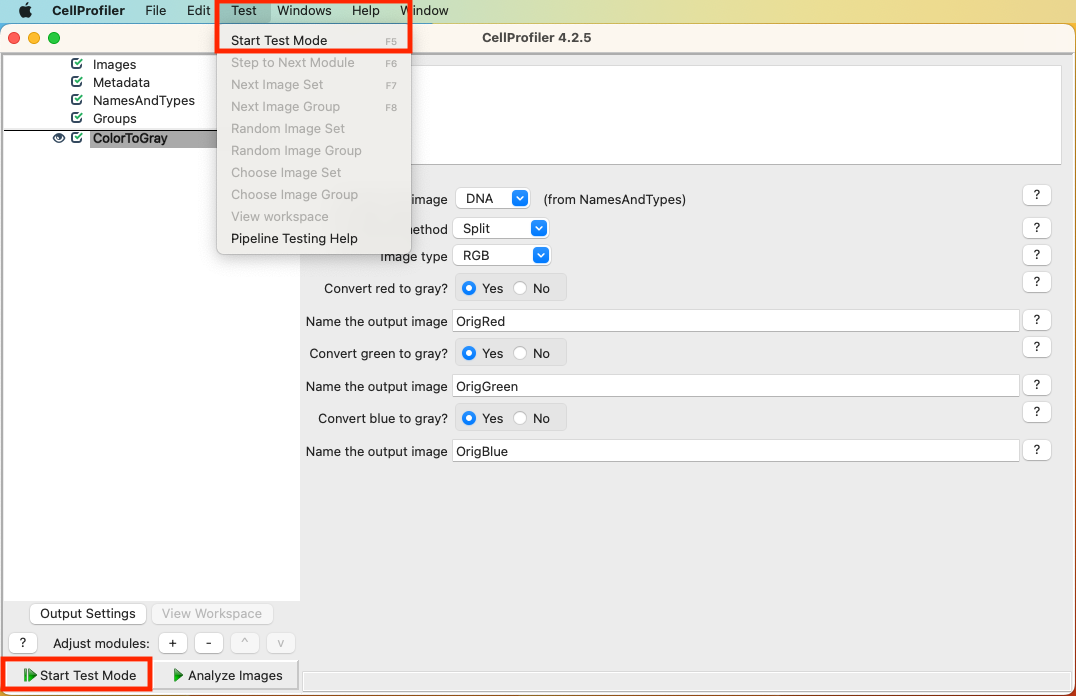 CellProfiler File Edit Test Windows Help Window
CellProfiler 4.2.5
Start Test Mode F5
Step to Next Module F6
Next Image Set F7
Next Image Group F8
Random Image Set
Random Image Group
Choose Image Set
Choose Image Group
View workspace
Pipeline Testing Help
Images
Metadata
NamesAndTypes
Groups
ColorToGray
image DNA (from NamesAndTypes) ?
ethod Split ?
Image type RGB ?
Convert red to gray? Yes No ?
Name the output image OrigRed ?
Convert green to gray? Yes No ?
Name the output image OrigGreen ?
Convert blue to gray? Yes No ?
Name the output image OrigBlue ?
Output Settings View Workspace
? Adjust modules: + - ^ v
Start Test Mode Analyze Images